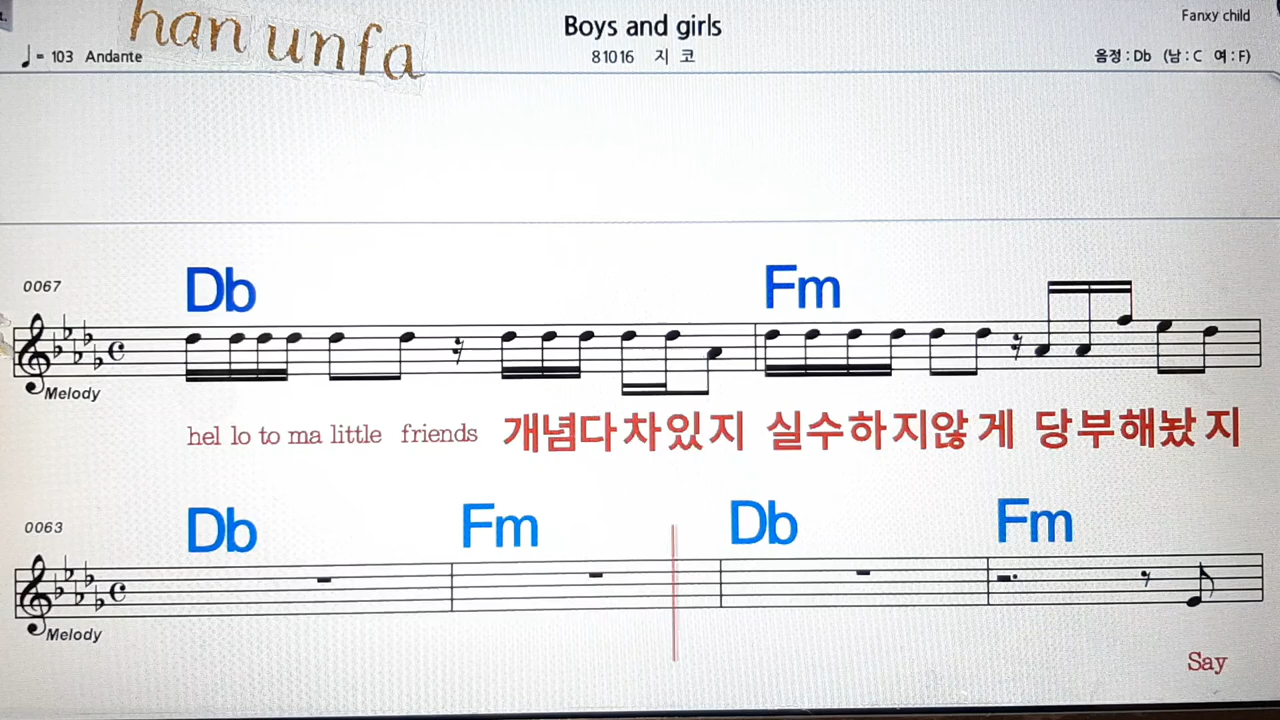 han unfa
Boys and girls
Fanxy child
♩= 103 Andante
81016 지 코
음정 : Db (남 : C 여 : F)
0067
Db Fm
Melody
hel lo to ma little friends 개념다차있지 실수하지않게 당부해놨지
0063
Db Fm Db Fm
Melody
Say